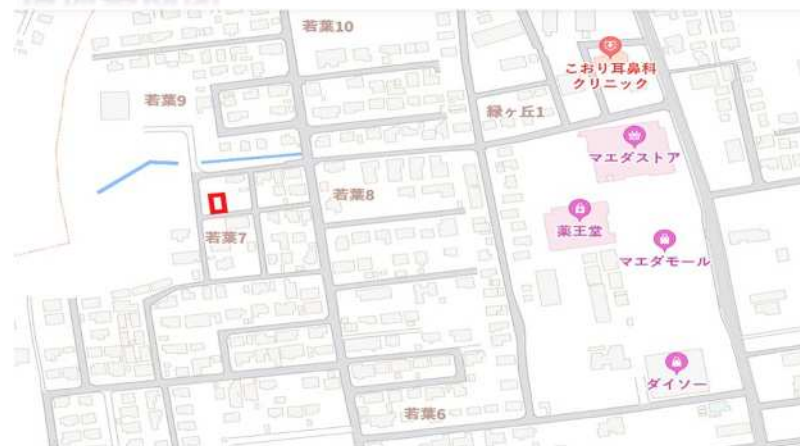 若葉10
こおり耳鼻科
クリニック
若葉9
緑ヶ丘1
マエダストア
若葉8
薬王堂
若葉7
マエダモール
ダイソー
若葉6